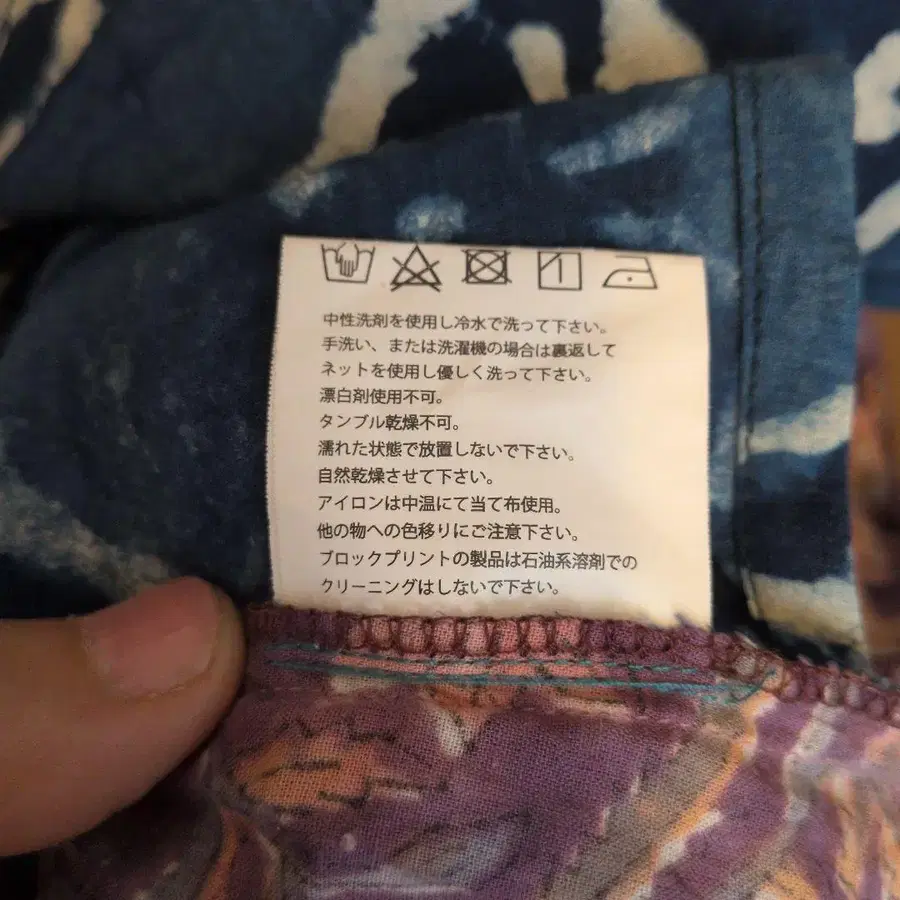 中性洗剤を使用し冷水で洗って下さい。
手洗い、または洗濯機の場合は裏返して
ネットを使用し優しく洗って下さい。
漂白剤使用不可。
タンブル乾燥不可。
濡れた状態で放置しないで下さい。
自然乾燥させて下さい。
アイロンは中温にて当て布使用。
他の物への色移りにご注意下さい。
ブロックプリントの製品は石油系溶剤での
クリーニングはしないで下さい。